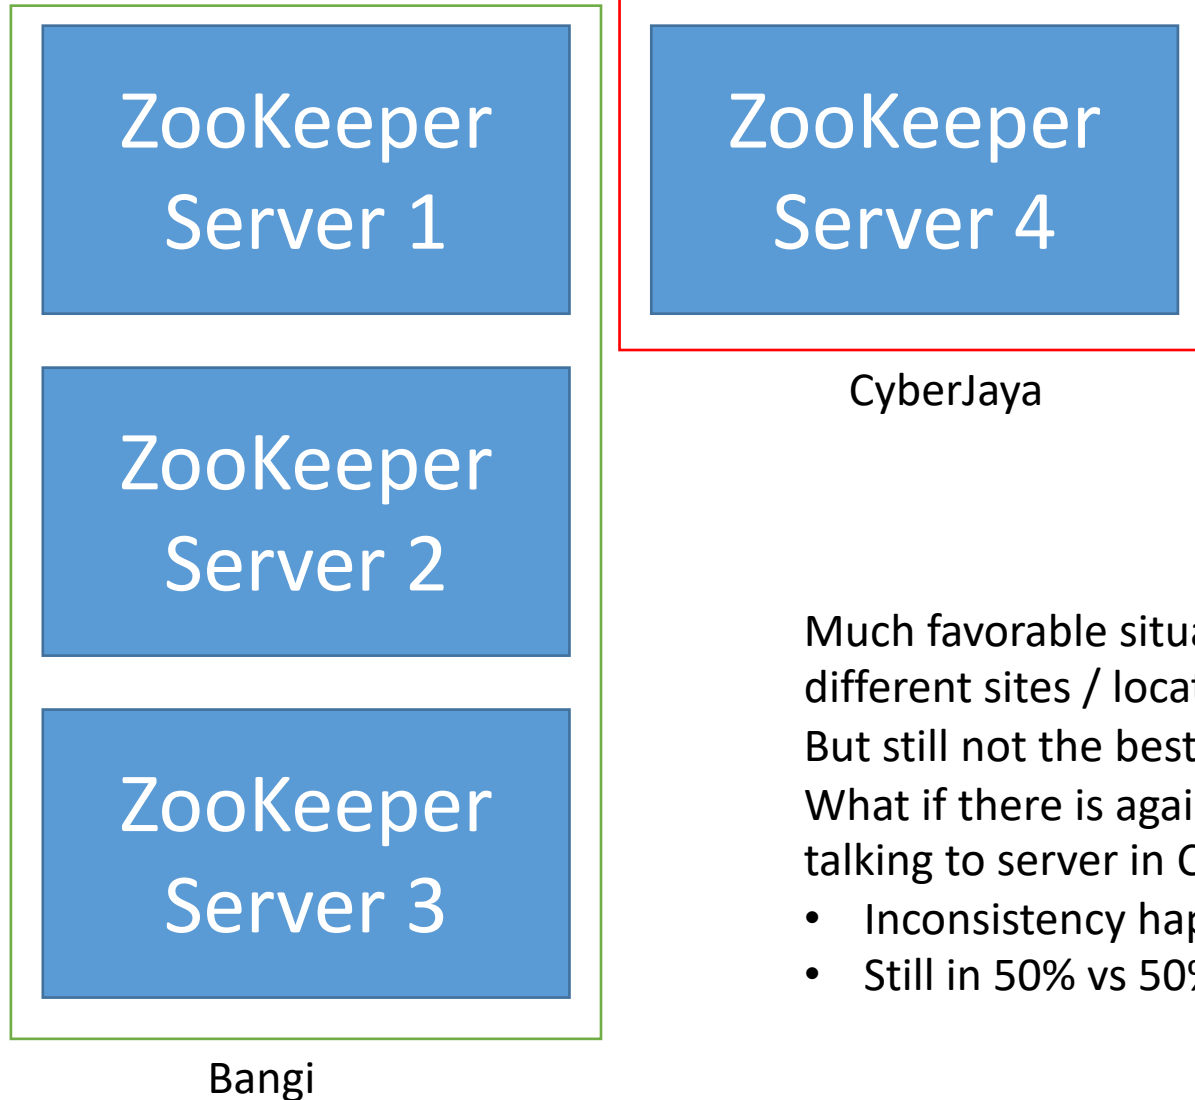 ZooKeeper
Server 1
ZooKeeper
Server 2
ZooKeeper
Server 3
Bangi
ZooKeeper
Server 4
CyberJaya
Much favorable
different sites /
But still not the best
What if there is
talking to server in
• Inconsistency
• Still in 50% vs